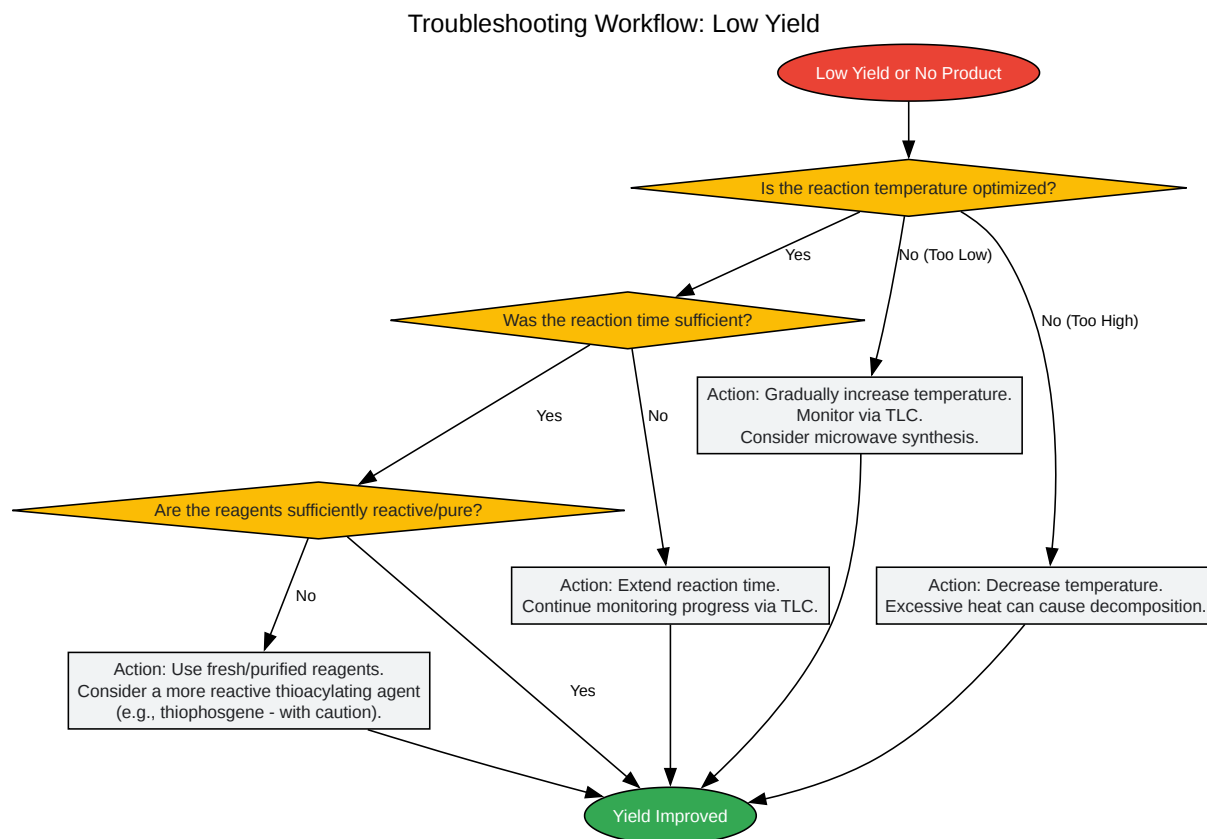 Troubleshooting Workflow: Low Yield
Low Yield or No Product
Is the reaction temperature optimized?
Yes
No (Too Low)
No (Too High)
Was the reaction time sufficient?
Action: Gradually increase temperature.
Monitor via TLC.
Consider microwave synthesis.
Yes
No
Are the reagents sufficiently reactive/pure?
Action: Extend reaction time.
Continue monitoring progress via TLC.
Action: Decrease temperature.
Excessive heat can cause decomposition.
No
Action: Use fresh/purified reagents.
Consider a more reactive thioacylating agent
(e.g., thiophosgene - with caution).
Yes
Yield Improved